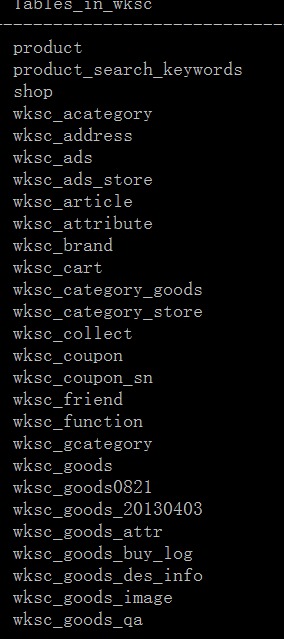 Tables_in_wksc
product
product_search_keywords
shop
wksc_acategory
wksc_address
wksc_ads
wksc_ads_store
wksc_article
wksc_attribute
wksc_brand
wksc_cart
wksc_category_goods
wksc_category_store
wksc_collect
wksc_coupon
wksc_coupon_sn
wksc_friend
wksc_function
wksc_gcategory
wksc_goods
wksc_goods0821
wksc_goods_20130403
wksc_goods_attr
wksc_goods_buy_log
wksc_goods_des_info
wksc_goods_image
wksc_goods_qa